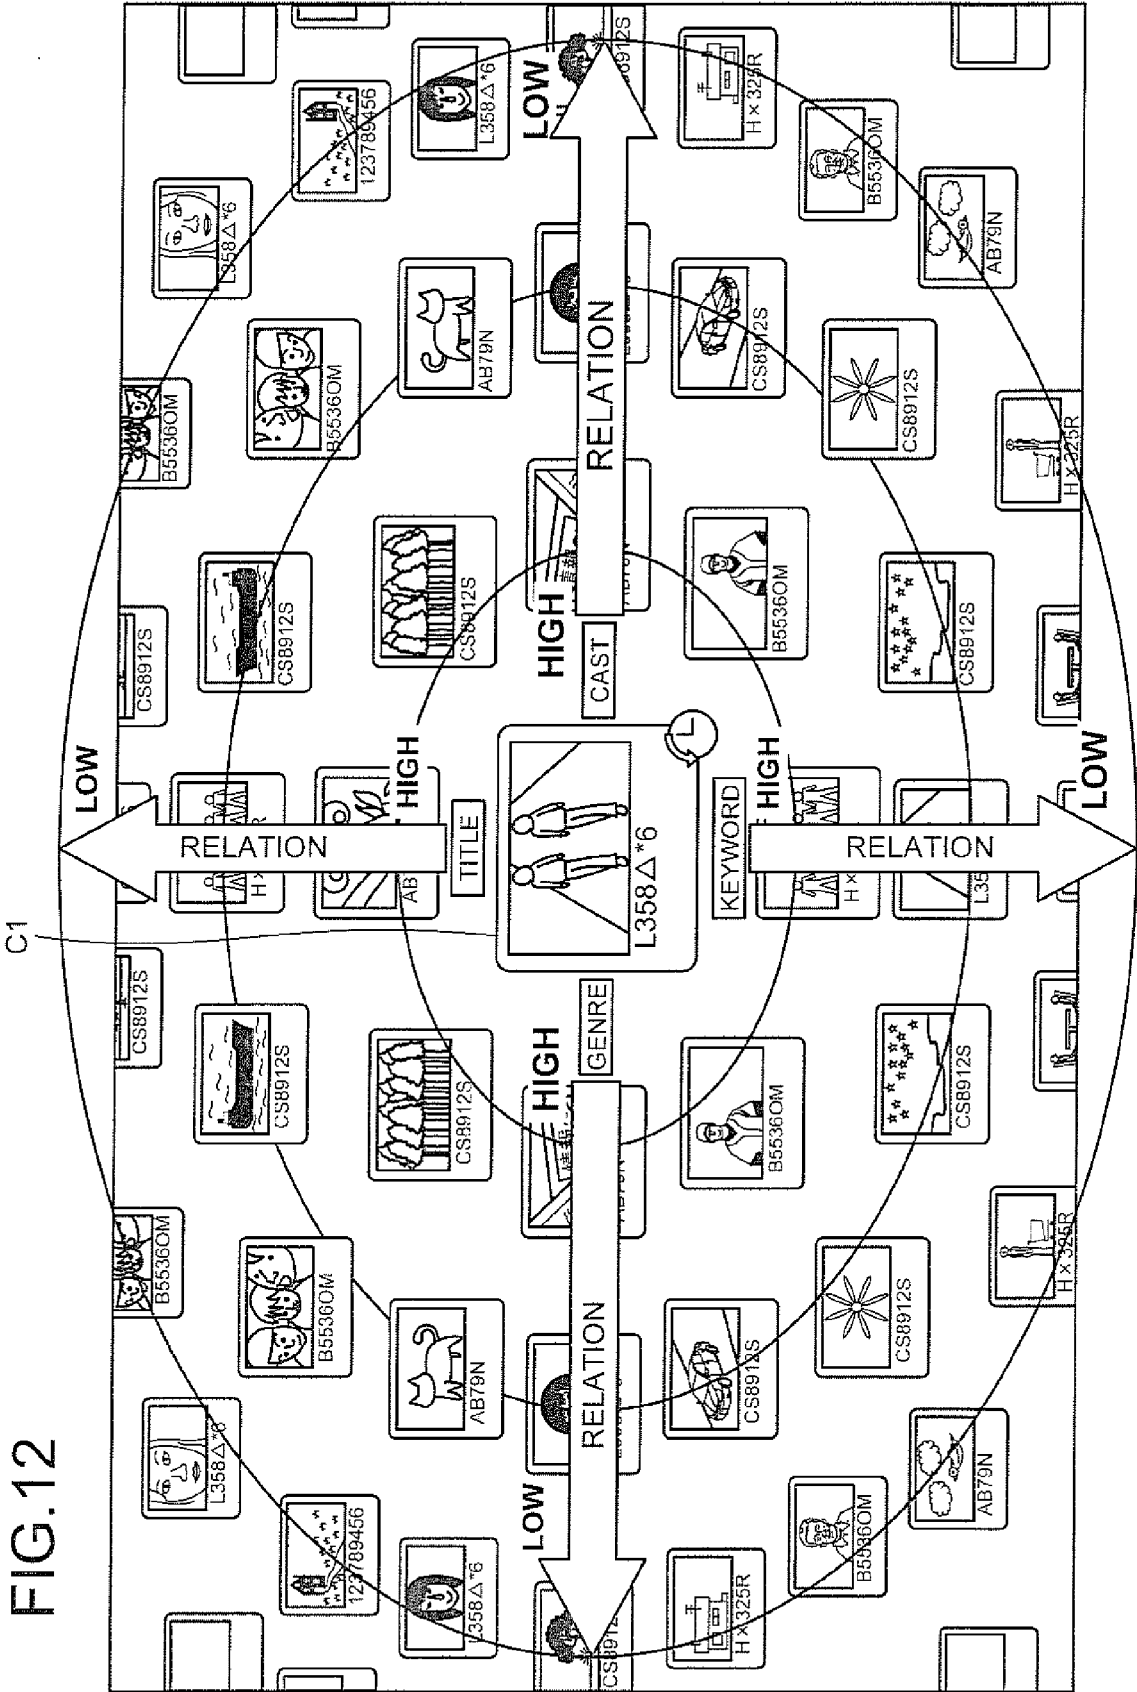 FIG.12
C1
LOW
B5536OM
CS8912S
CS8912S
B5536OM
L358△*6
L358△*6
RELATION
CS8912S
CS8912S
B5536OM
B5536OM
123789456
123789456
HIGH
CS8912S
TITLE
CS8912S
AB79N
AB79N
L358△*6
L358△*6
LOW
HIGH
HIGH
LOW
RELATION
GENRE
CAST
RELATION
L358△*6
KEYWORD
H×325R
CS8912S
B5536OM
HIGH
B5536OM
CS8912S
H×325R
B5536OM
CS8912S
CS8912S
B5536OM
RELATION
CS8912S
CS8912S
AB79N
AB79N
H×325R
H×325R
LOW